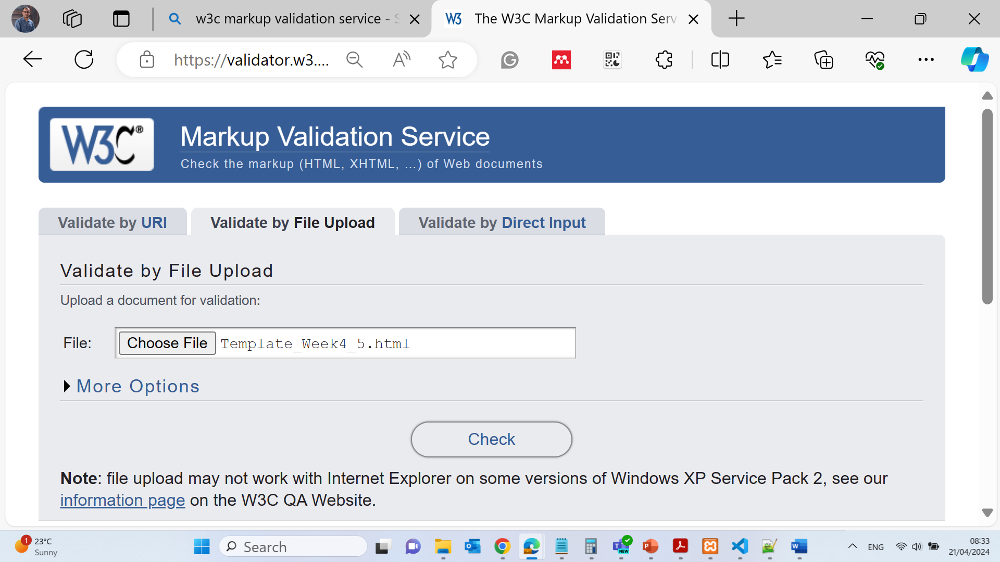 w3c markup validation service - S
The W3C Markup Validation Serv
https://validator.w3....
W3C®
Markup Validation Service
Check the markup (HTML, XHTML, ...) of Web documents
Validate by URI
Validate by File Upload
Validate by Direct Input
Validate by File Upload
Upload a document for validation:
File:
Choose File
Template_Week4_5.html
More Options
Check
Note: file upload may not work with Internet Explorer on some versions of Windows XP Service Pack 2, see our
information page on the W3C QA Website.
1
23°C
Sunny
Search
NEW
ENG
08:33
21/04/2024